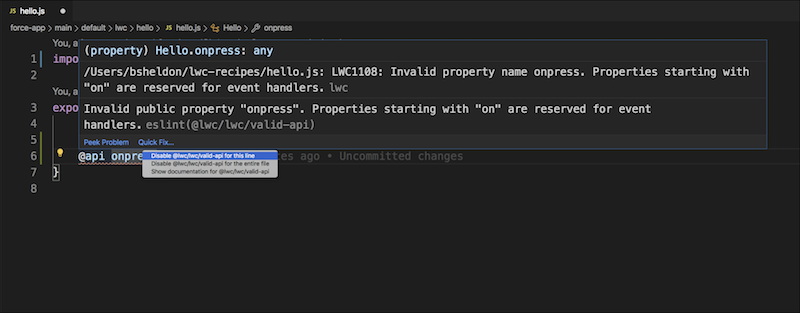 JS hello.js ●
force-app > main > default > lwc > hello > JS hello.js > Hello > onpress
You, a
1 impo
(property) Hello.onpress: any
2
/Users/bsheldon/lwc-recipes/hello.js: LWC1108: Invalid property name onpress. Properties starting with
"on" are reserved for event handlers. lwc
You, a
3 expo
Invalid public property "onpress". Properties starting with "on" are reserved for event
4
handlers. eslint(@lwc/lwc/valid-api)
5
Peek Problem Quick Fix...
6 @api onpre es ago • Uncommitted changes
Disable @lwc/lwc/valid-api for this line
Disable @lwc/lwc/valid-api for the entire file
Show documentation for @lwc/lwc/valid-api
7 }
8